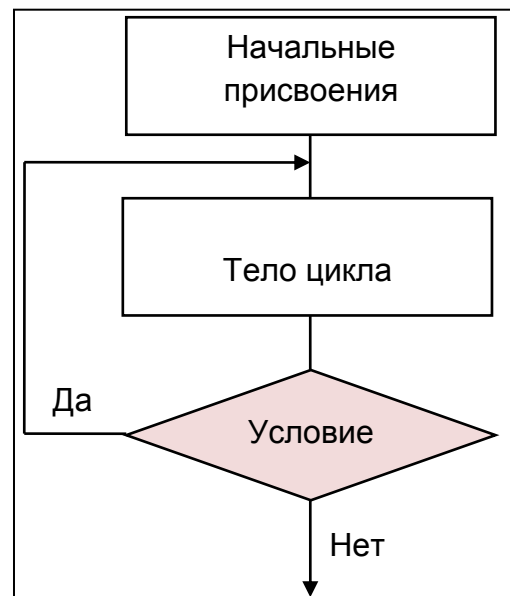 Начальные
присвоения
Тело цикла
Да
Условие
Нет